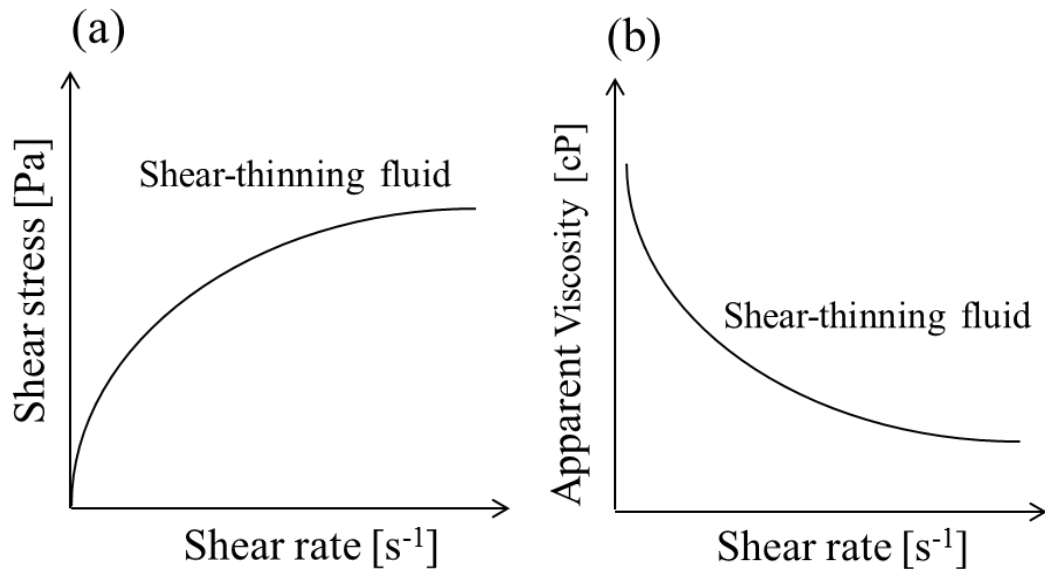 (a)
Shear stress [Pa]
Shear-thinning fluid
Shear rate [s⁻¹]
(b)
Apparent Viscosity [cP]
Shear-thinning fluid
Shear rate [s⁻¹]